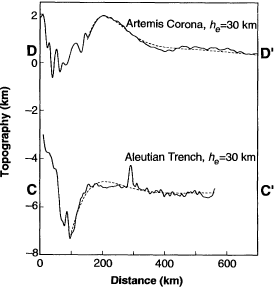 Artemis Corona, hₑ=30 km
D
D'
2
0
−2
−4
−6
−8
Topography (km)
Aleutian Trench, hₑ=30 km
C
C'
0
200
400
600
Distance (km)